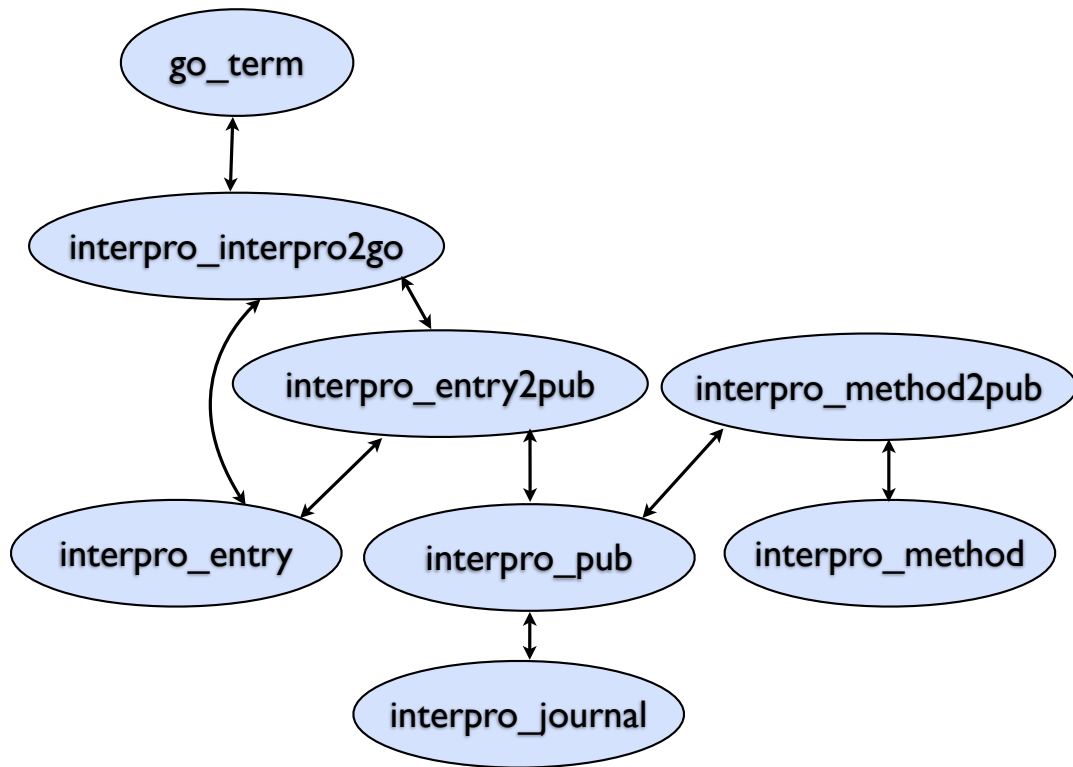 go_term
interpro_interpro2go
interpro_entry2pub
interpro_method2pub
interpro_entry
interpro_pub
interpro_method
interpro_journal